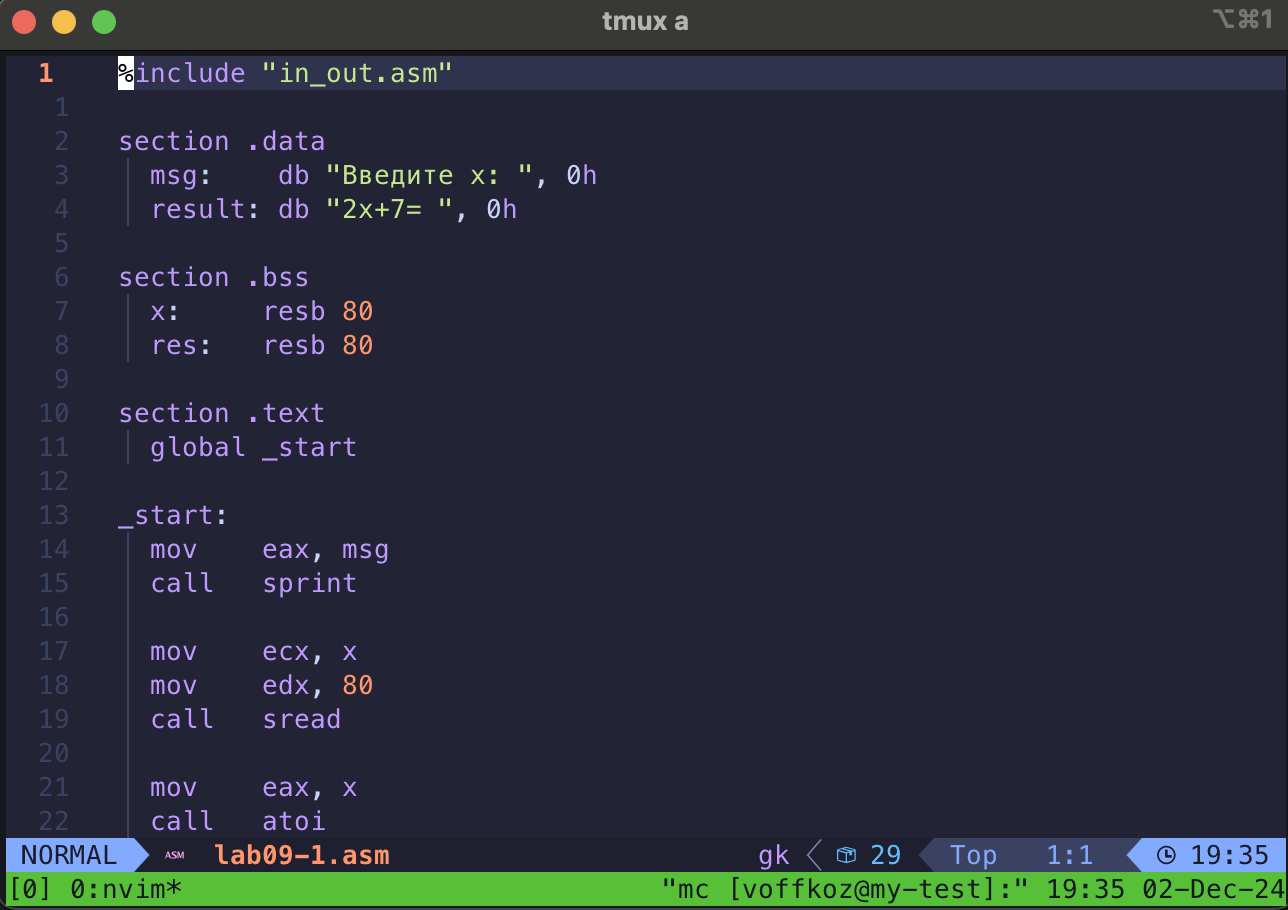 tmux a
⌥⌘1
1 %include "in_out.asm"
1
2 section .data
3 msg: db "Введите x: ", 0h
4 result: db "2x+7= ", 0h
5
6 section .bss
7 x: resb 80
8 res: resb 80
9
10 section .text
11 global _start
12
13 _start:
14 mov eax, msg
15 call sprint
16
17 mov ecx, x
18 mov edx, 80
19 call sread
20
21 mov eax, x
22 call atoi
NORMAL ASM lab09-1.asm gk 29 Top 1:1 19:35
[0] 0:nvim* "mc [voffkoz@my-test]:" 19:35 02-Dec-24